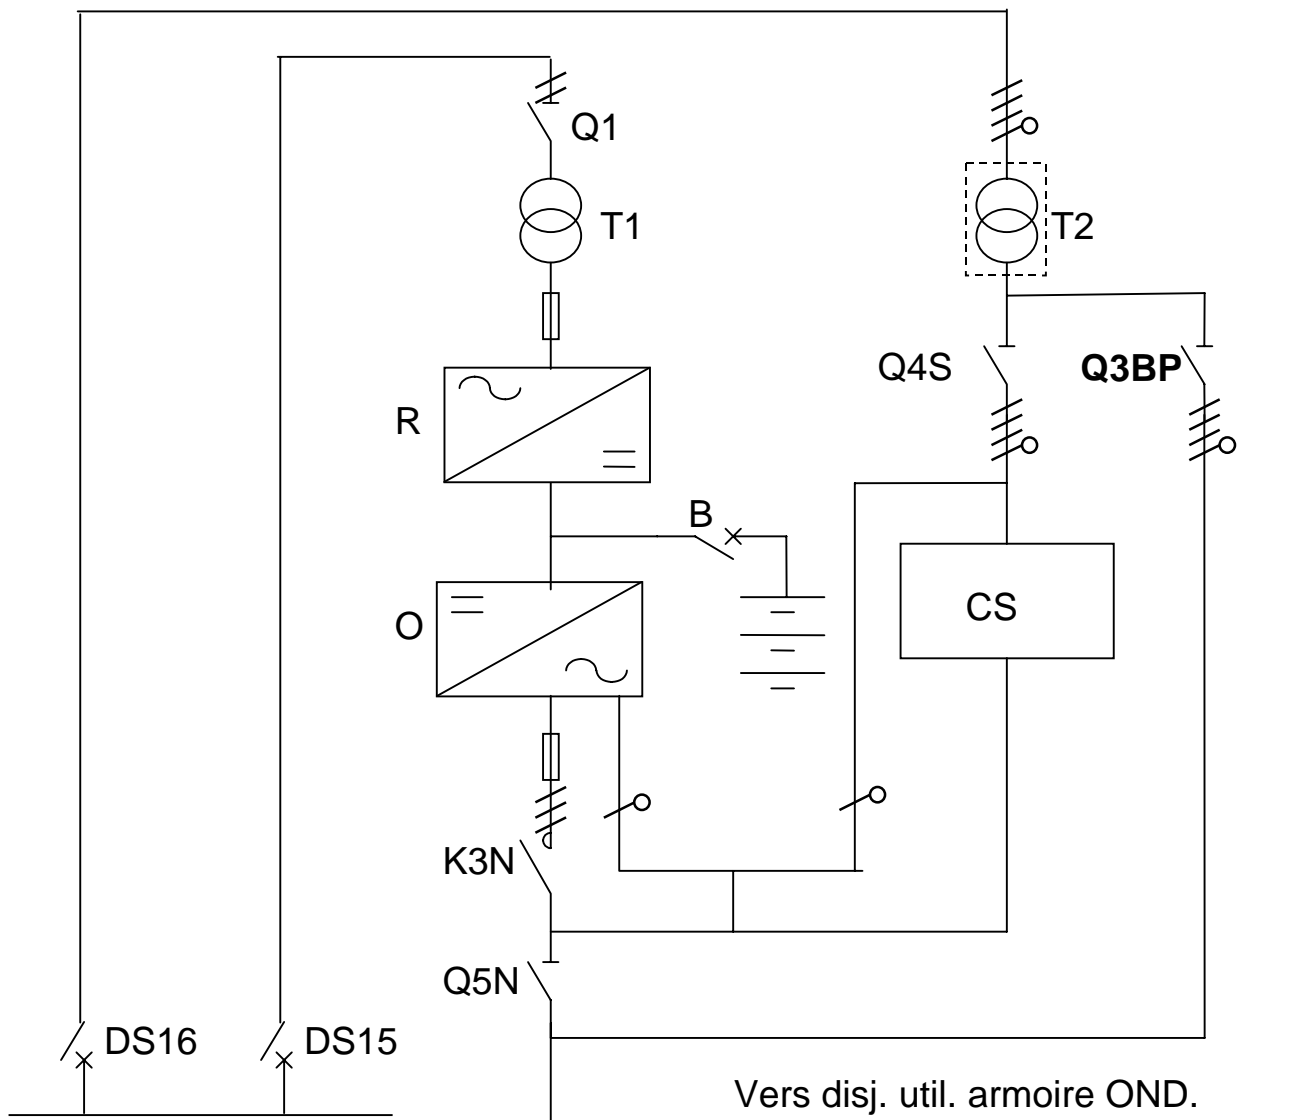 Q1
T1
T2
Q4S
Q3BP
R
B
CS
O
K3N
Q5N
DS16
DS15
Vers disj. util. armoire OND.